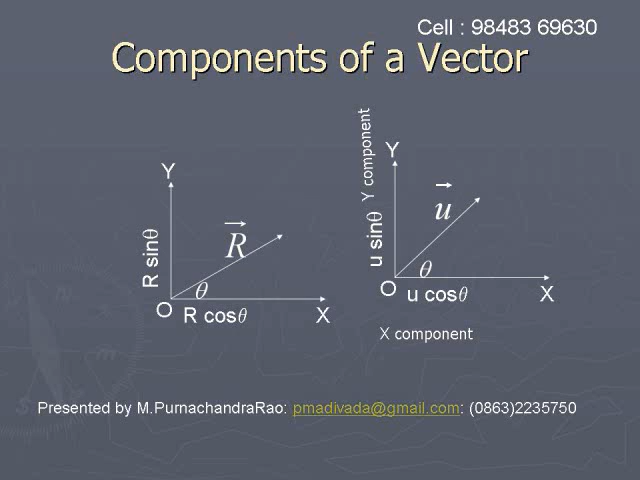 Cell : 98483 69630
Components of a Vector
Y
R sinθ
R
θ
O
R cosθ
X
Y component
Y
u sinθ
u
θ
O
u cosθ
X
X component
Presented by M.PurnachandraRao: pmadivada@gmail.com: (0863)2235750